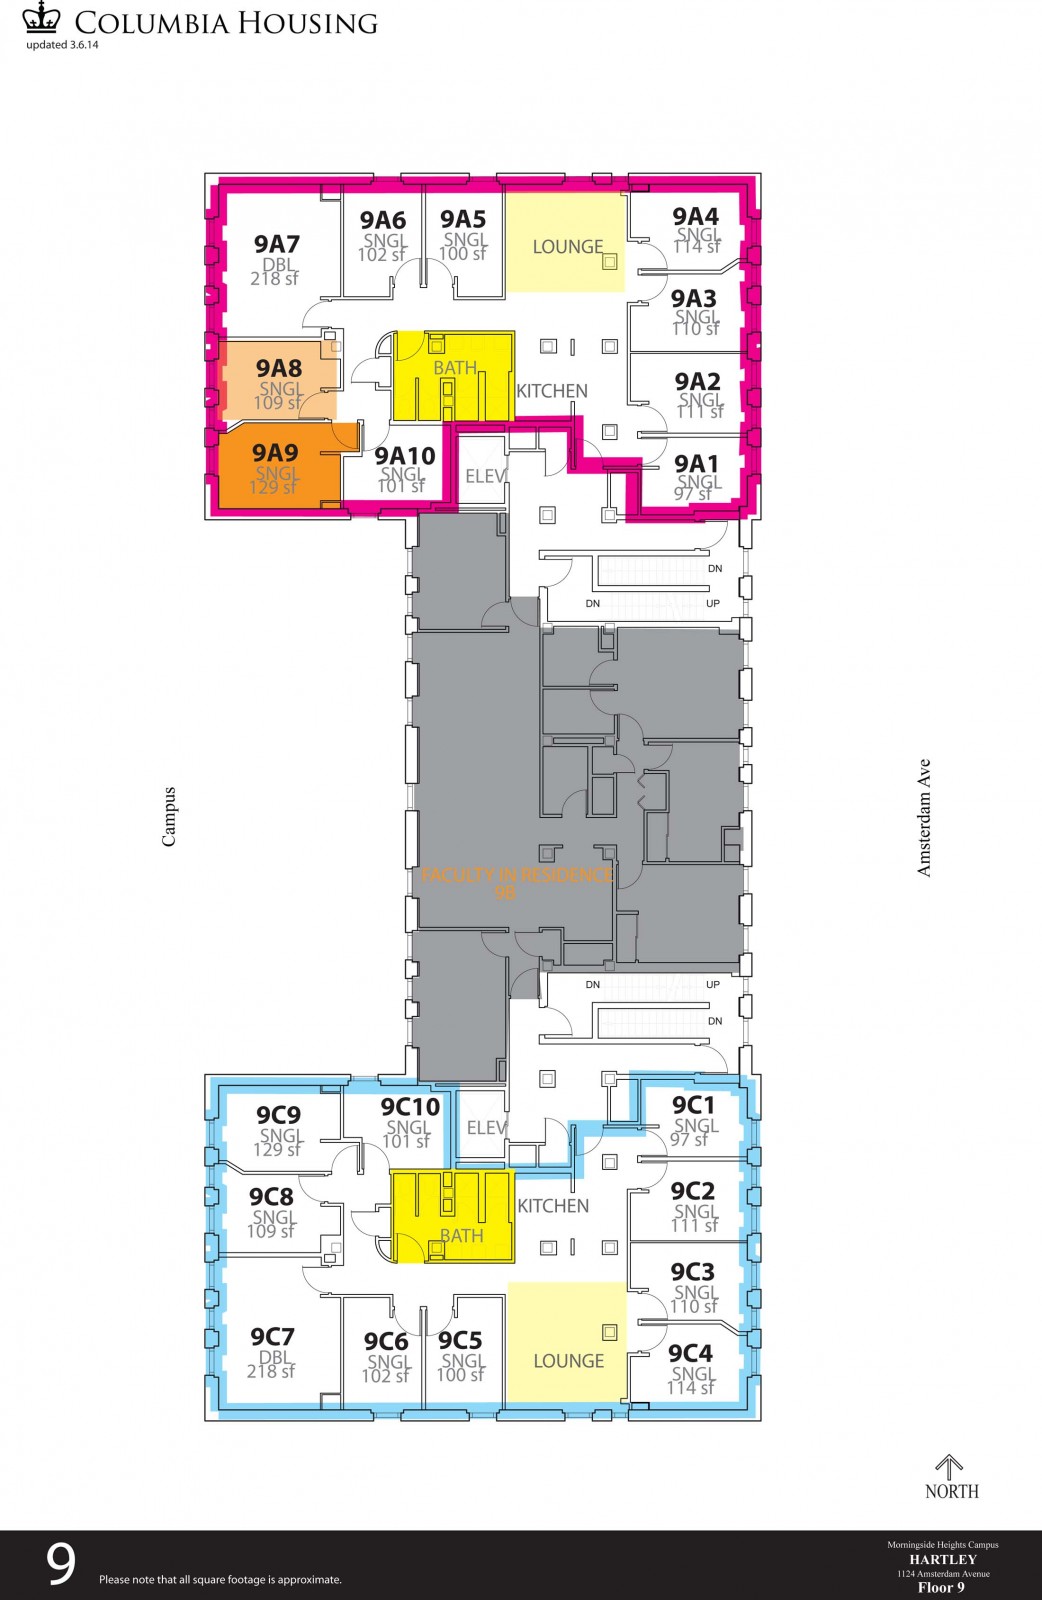 COLUMBIA HOUSING
updated 3.6.14
9A7
DBL
218 sf
9A6
SNGL
102 sf
9A5
SNGL
100 sf
LOUNGE
9A4
SNGL
114 sf
9A3
SNGL
110 sf
9A8
SNGL
109 sf
BATH
KITCHEN
9A2
SNGL
111 sf
9A9
SNGL
129 sf
9A10
SNGL
101 sf
ELEV
9A1
SNGL
97 sf
DN
DN
UP
Campus
Amsterdam Ave
FACULTY IN RESIDENCE
9B
DN
UP
DN
9C9
SNGL
129 sf
9C10
SNGL
101 sf
ELEV
9C1
SNGL
97 sf
9C8
SNGL
109 sf
BATH
KITCHEN
9C2
SNGL
111 sf
9C3
SNGL
110 sf
9C7
DBL
218 sf
9C6
SNGL
102 sf
9C5
SNGL
100 sf
LOUNGE
9C4
SNGL
114 sf
NORTH
9
Please note that all square footage is approximate.
Morningside Heights Campus
HARTLEY
1124 Amsterdam Avenue
Floor 9